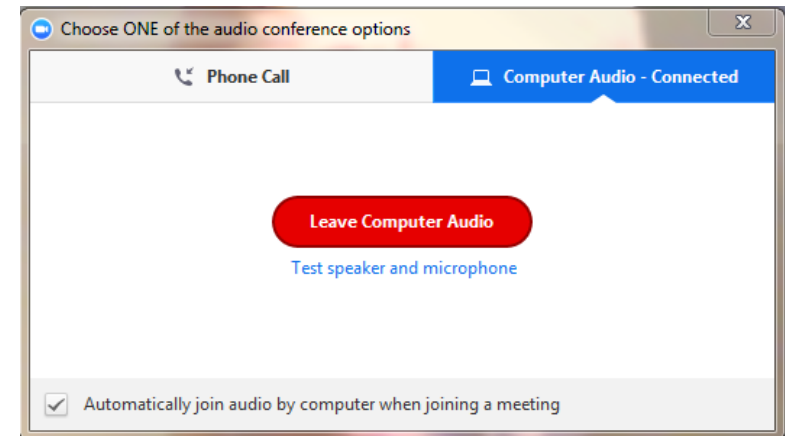 Choose ONE of the audio conference options
Phone Call
Computer Audio - Connected
Leave Computer Audio
Test speaker and microphone
Automatically join audio by computer when joining a meeting